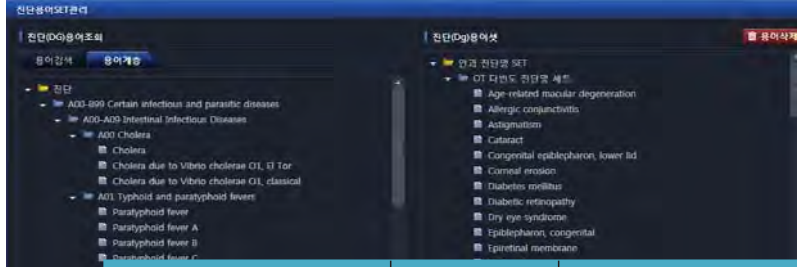 진단용어SET관리
진단(DG)용어조회
용어검색
용어계층
진단
A00-B99 Certain infectious and parasitic diseases
A00-A09 Intestinal Infectious Diseases
A00 Cholera
Cholera
Cholera due to Vibrio cholerae O1, El Tor
Cholera due to Vibrio cholerae O1, classical
A01 Typhoid and paratyphoid fevers
Paratyphoid fever
Paratyphoid fever A
Paratyphoid fever B
Paratyphoid fever C
진단(Dg)용어셋
용어삭제
안과 진단명 SET
OT 다빈도 진단명 세트
Age-related macular degeneration
Allergic conjunctivitis
Astigmatism
Cataract
Congenital epiblepharon, lower lid
Corneal erosion
Diabetes mellitus
Diabetic retinopathy
Dry eye syndrome
Epiblepharon, congenital
Epiretinal membrane